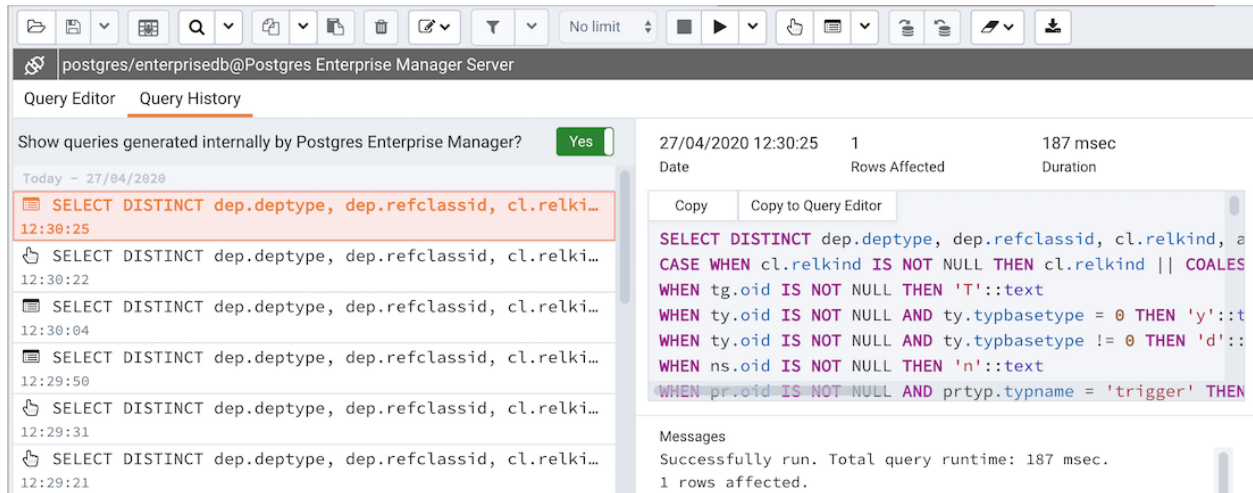 No limit
postgres/enterprisedb@Postgres Enterprise Manager Server
Query Editor Query History
Show queries generated internally by Postgres Enterprise Manager? Yes
Today - 27/04/2020
SELECT DISTINCT dep.deptype, dep.refclassid, cl.relki…
12:30:25
SELECT DISTINCT dep.deptype, dep.refclassid, cl.relki…
12:30:22
SELECT DISTINCT dep.deptype, dep.refclassid, cl.relki…
12:30:04
SELECT DISTINCT dep.deptype, dep.refclassid, cl.relki…
12:29:50
SELECT DISTINCT dep.deptype, dep.refclassid, cl.relki…
12:29:31
SELECT DISTINCT dep.deptype, dep.refclassid, cl.relki…
12:29:21
27/04/2020 12:30:25 1 187 msec
Date Rows Affected Duration
Copy Copy to Query Editor
SELECT DISTINCT dep.deptype, dep.refclassid, cl.relkind, a
CASE WHEN cl.relkind IS NOT NULL THEN cl.relkind || COALES
WHEN tg.oid IS NOT NULL THEN 'T'::text
WHEN ty.oid IS NOT NULL AND ty.typbasetype = 0 THEN 'y'::t
WHEN ty.oid IS NOT NULL AND ty.typbasetype != 0 THEN 'd'::
WHEN ns.oid IS NOT NULL THEN 'n'::text
WHEN pr.oid IS NOT NULL AND prtyp.typname = 'trigger' THEN
Messages
Successfully run. Total query runtime: 187 msec.
1 rows affected.